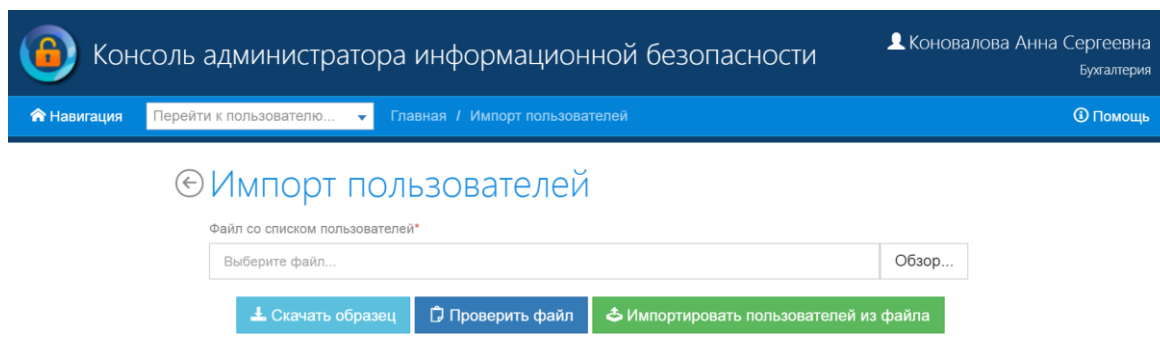 Консоль администратора информационной безопасности
Коновалова Анна Сергеевна
Бухгалтерия
Навигация
Перейти к пользователю...
Главная / Импорт пользователей
Помощь
Импорт пользователей
Файл со списком пользователей*
Выберите файл...
Обзор...
Скачать образец
Проверить файл
Импортировать пользователей из файла